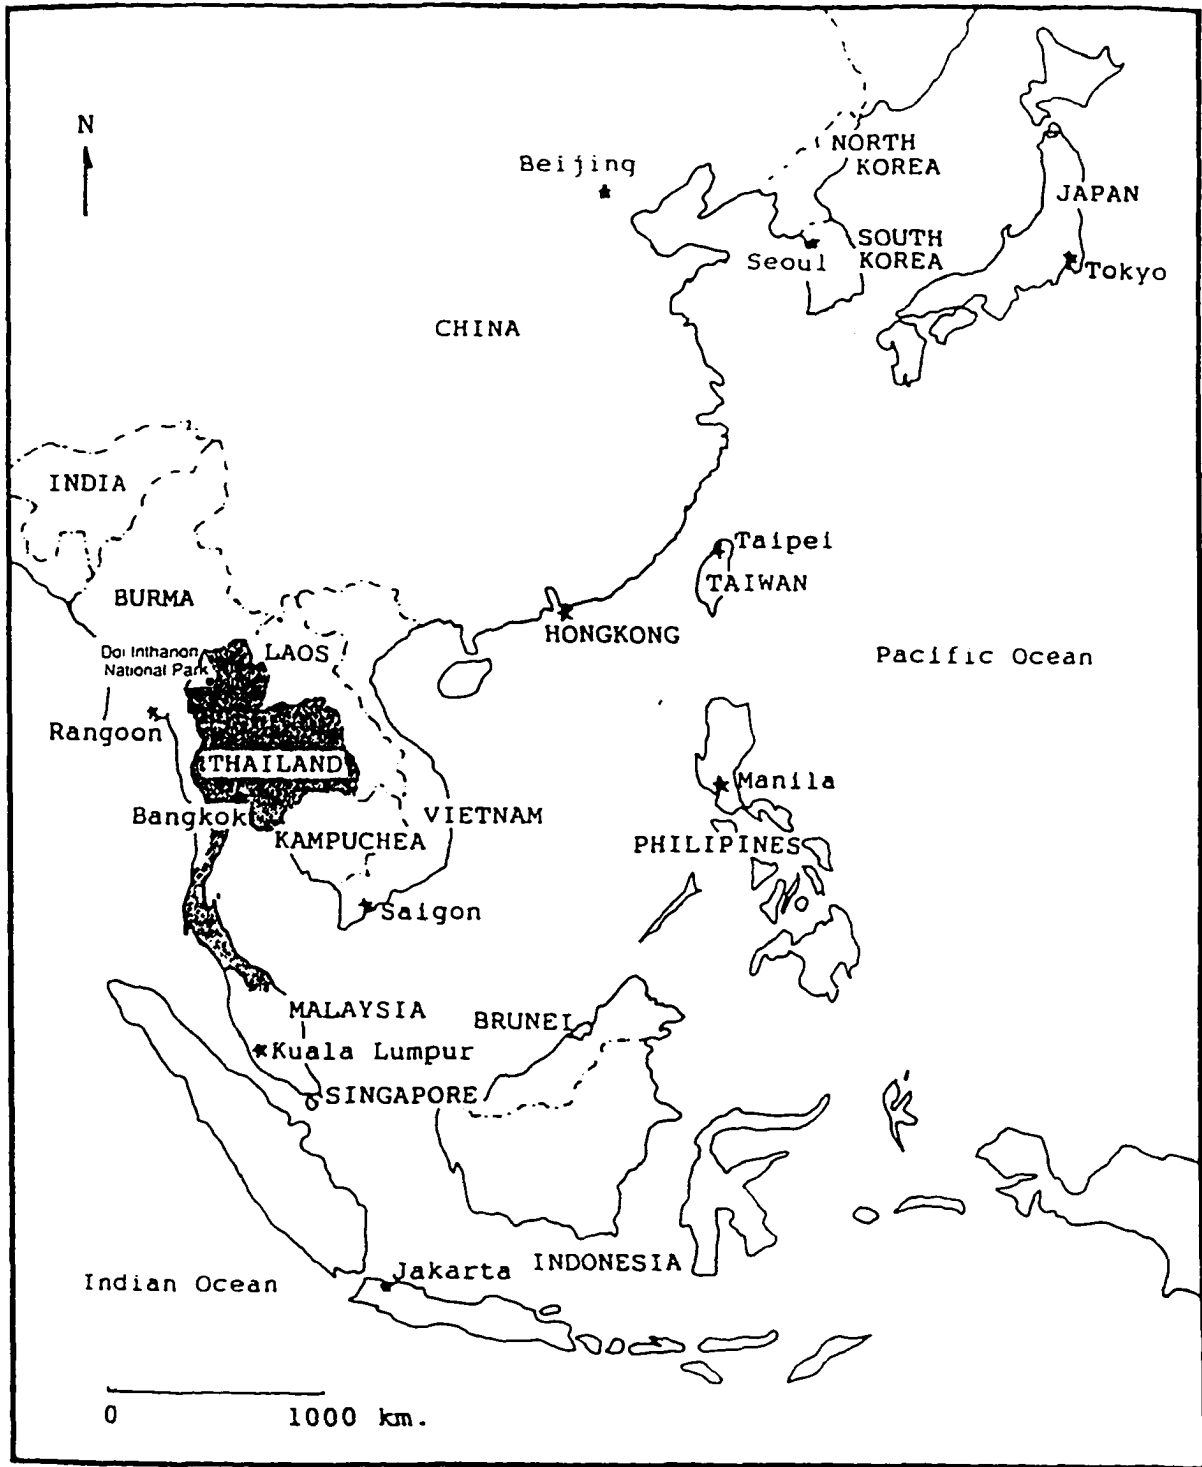 N
Beijing
NORTH
KOREA
JAPAN
SOUTH
KOREA
Seoul
Tokyo
CHINA
INDIA
Taipei
TAIWAN
BURMA
HONGKONG
Doi Inthanon
National Park
LAOS
Pacific Ocean
Rangoon
THAILAND
Manila
Bangkok
VIETNAM
KAMPUCHEA
PHILIPINES
Saigon
MALAYSIA
BRUNEI
Kuala Lumpur
SINGAPORE
INDONESIA
Jakarta
Indian Ocean
0
1000 km.